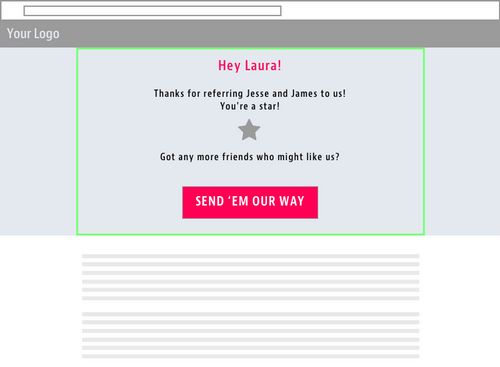 Your Logo
Hey Laura!
Thanks for referring Jesse and James to us!
You're a star!
Got any more friends who might like us?
SEND ‘EM OUR WAY